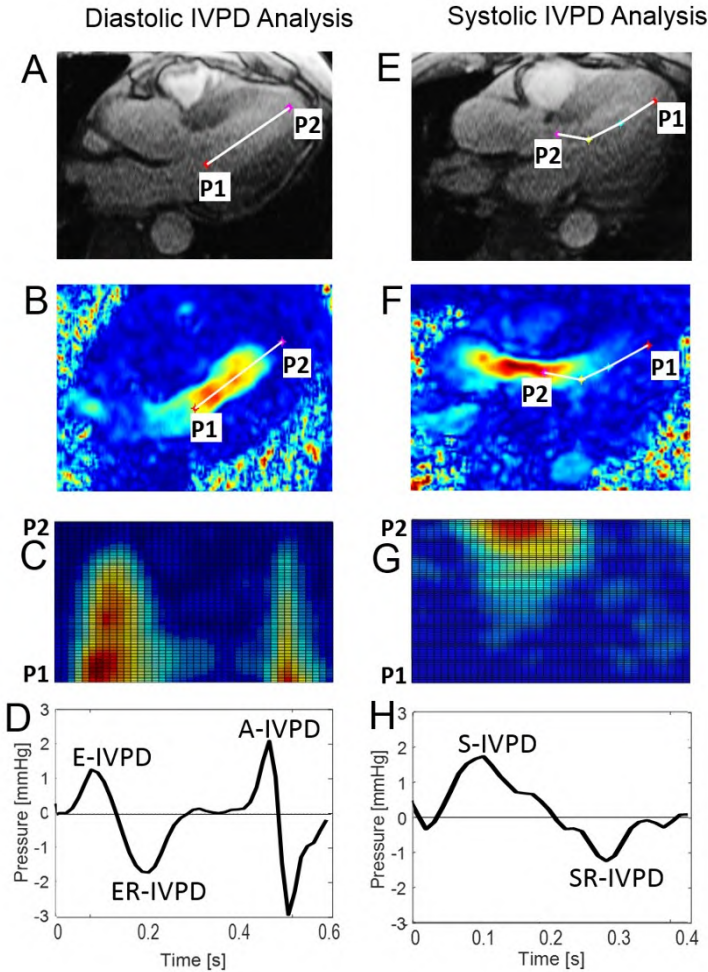 Diastolic IVPD Analysis
Systolic IVPD Analysis
A
P2
P1
E
P1
P2
B
P2
P1
F
P1
P2
P2
C
P1
P2
G
P1
D
3
2
1
0
-1
-2
-3
Pressure [mmHg]
E-IVPD
A-IVPD
ER-IVPD
0
0.2
0.4
0.6
Time [s]
H
3
2
1
0
-1
-2
-3
Pressure [mmHg]
S-IVPD
SR-IVPD
0
0.1
0.2
0.3
0.4
Time [s]